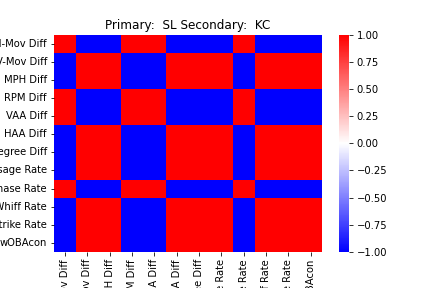 Primary:  SL Secondary:  KC
-Mov Diff
V-Mov Diff
MPH Diff
RPM Diff
VAA Diff
HAA Diff
egree Diff
sage Rate
hase Rate
Whiff Rate
trike Rate
wOBAcon
1.00
0.75
0.50
0.25
0.00
−0.25
−0.50
−0.75
−1.00
ov Diff
ov Diff
H Diff
M Diff
A Diff
A Diff
ee Diff
e Rate
e Rate
f Rate
e Rate
BAcon